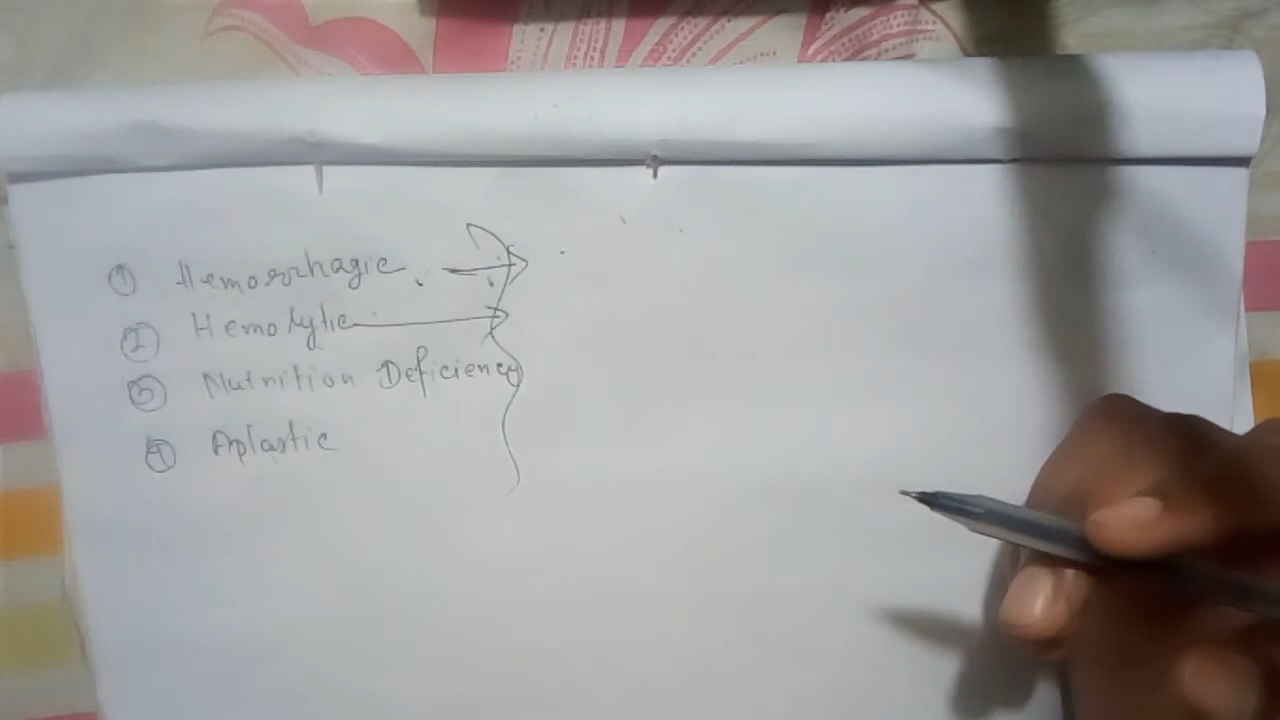 ① Hemorrhagic
② Hemolytic
③ Nutrition Deficiency
④ Aplastic